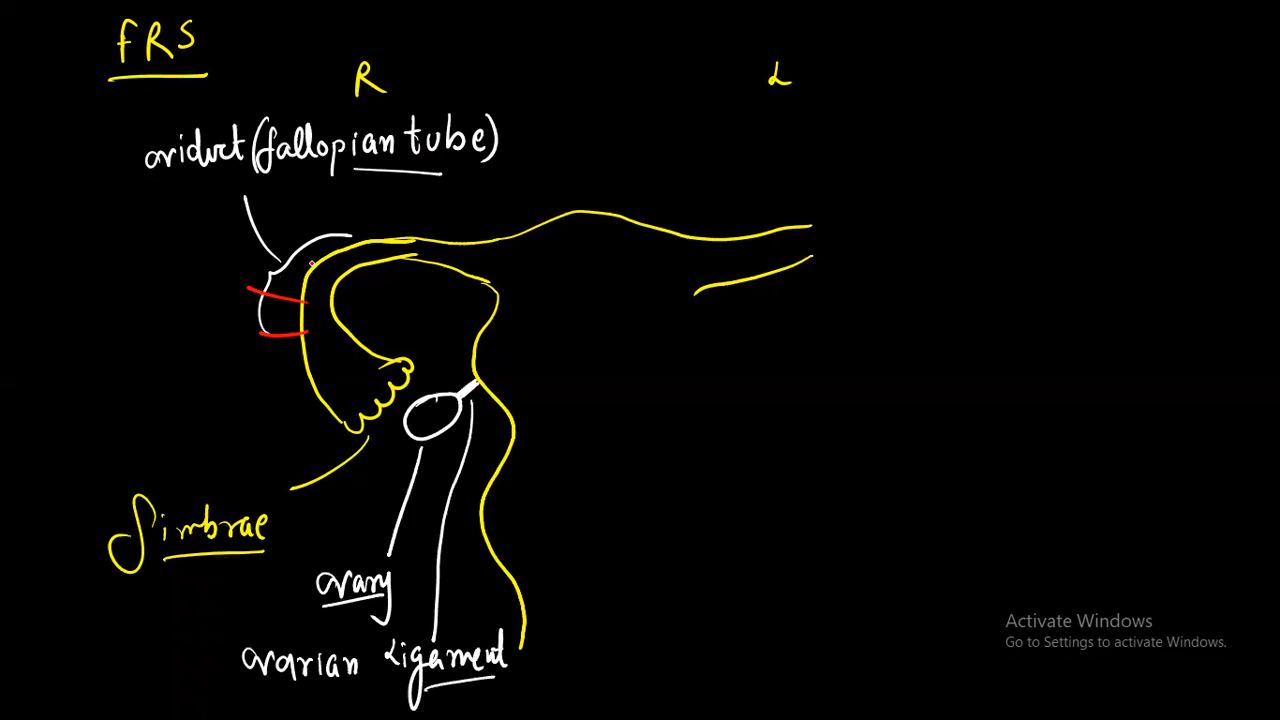 FRS
R
L
oviduct (fallopian tube)
fimbrae
ovary
ovarian Ligament
Activate Windows
Go to Settings to activate Windows.